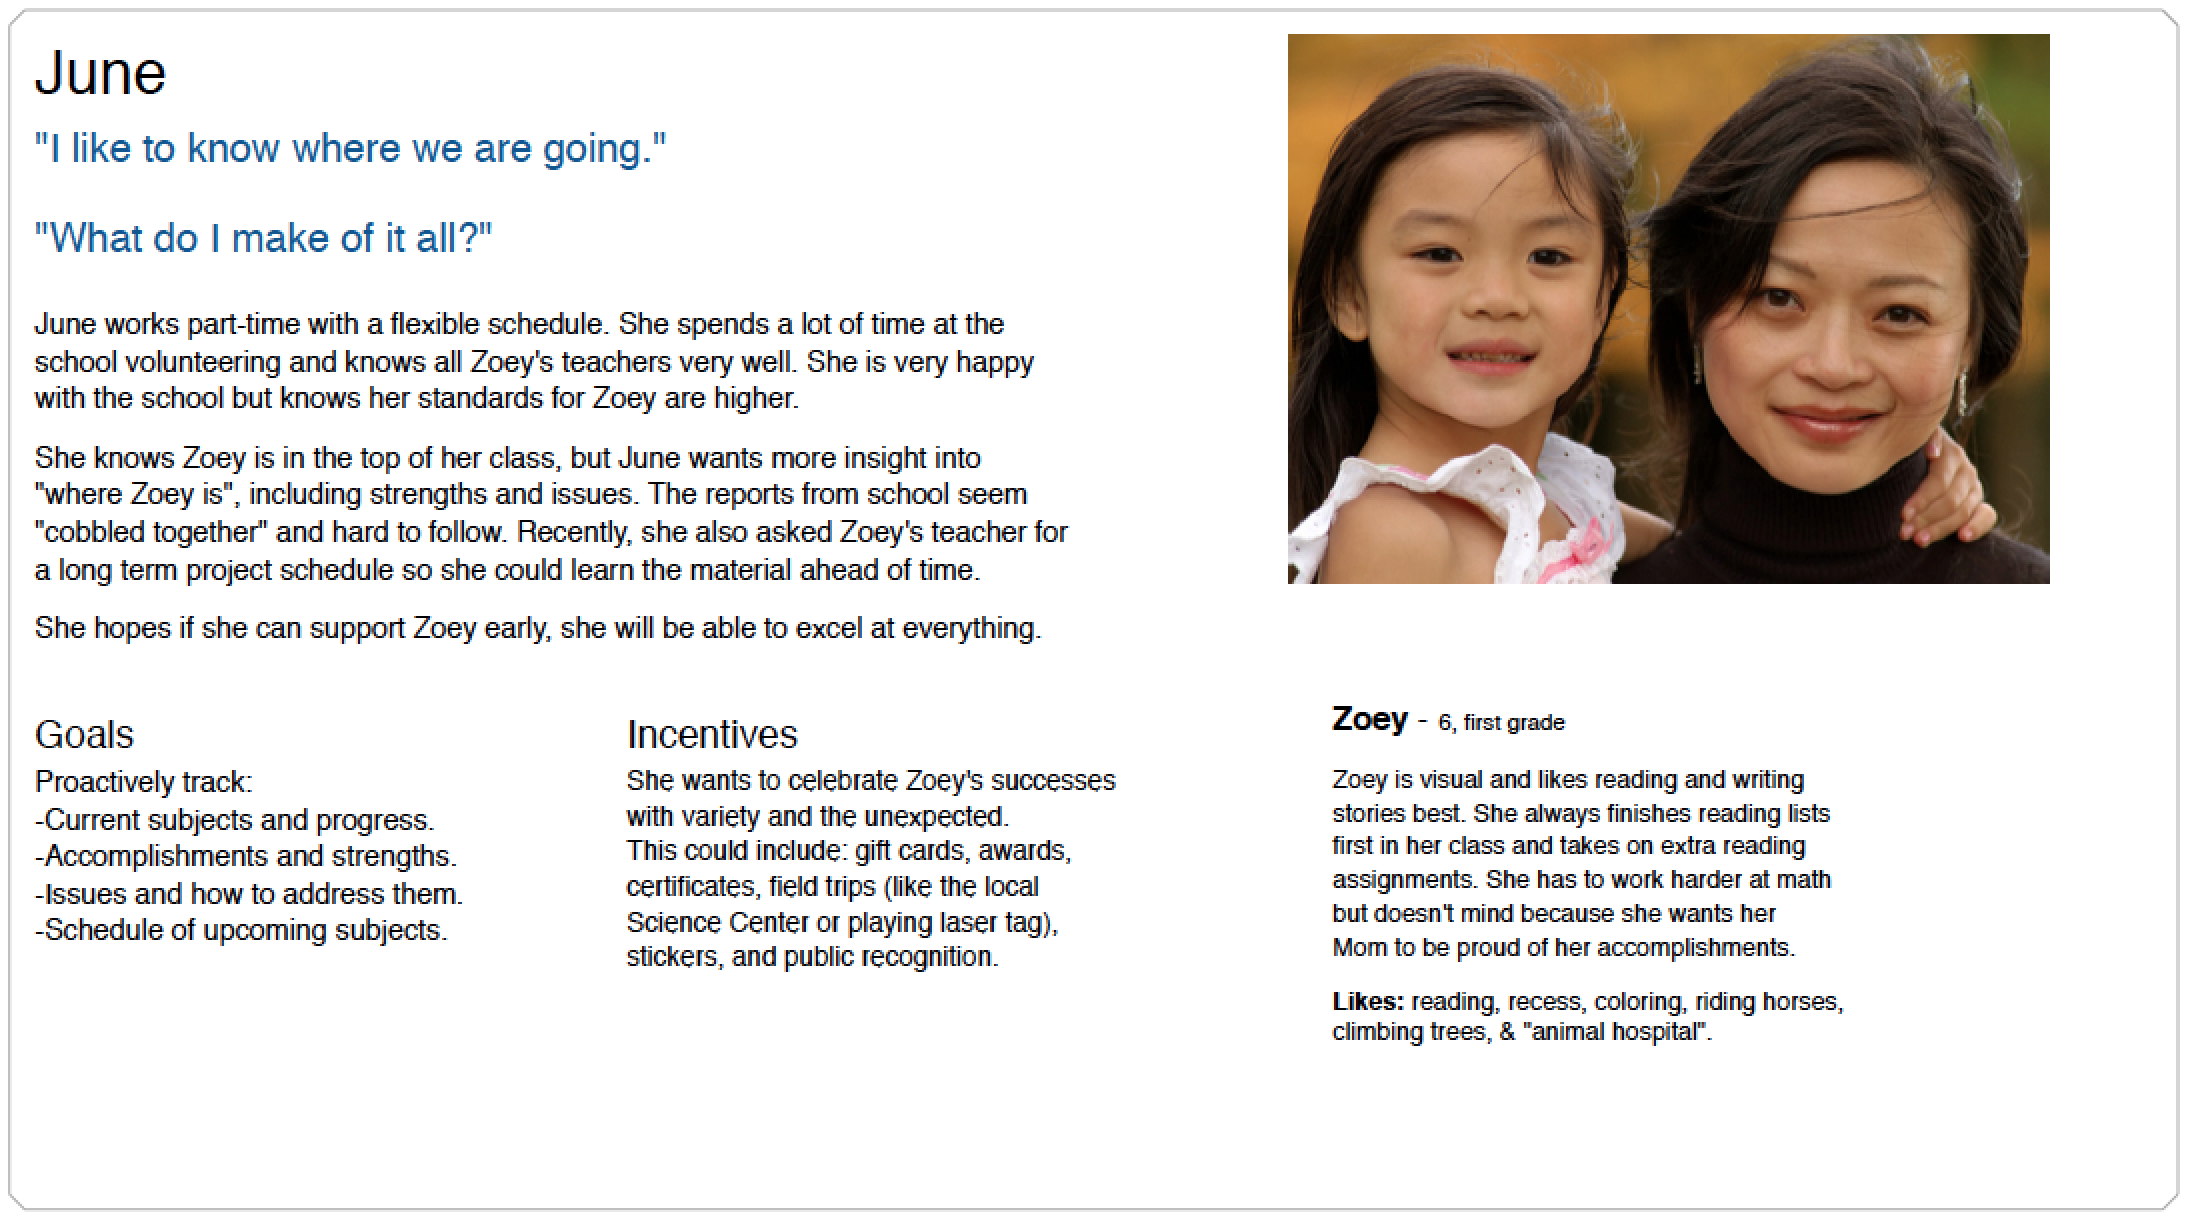 June
"I like to know where we are going."
"What do I make of it all?"
June works part-time with a flexible schedule. She spends a lot of time at the
school volunteering and knows all Zoey's teachers very well. She is very happy
with the school but knows her standards for Zoey are higher.
She knows Zoey is in the top of her class, but June wants more insight into
"where Zoey is", including strengths and issues. The reports from school seem
"cobbled together" and hard to follow. Recently, she also asked Zoey's teacher for
a long term project schedule so she could learn the material ahead of time.
She hopes if she can support Zoey early, she will be able to excel at everything.
Goals
Proactively track:
-Current subjects and progress.
-Accomplishments and strengths.
-Issues and how to address them.
-Schedule of upcoming subjects.
Incentives
She wants to celebrate Zoey's successes
with variety and the unexpected.
This could include: gift cards, awards,
certificates, field trips (like the local
Science Center or playing laser tag),
stickers, and public recognition.
Zoey - 6, first grade
Zoey is visual and likes reading and writing
stories best. She always finishes reading lists
first in her class and takes on extra reading
assignments. She has to work harder at math
but doesn't mind because she wants her
Mom to be proud of her accomplishments.
Likes: reading, recess, coloring, riding horses,
climbing trees, & "animal hospital".